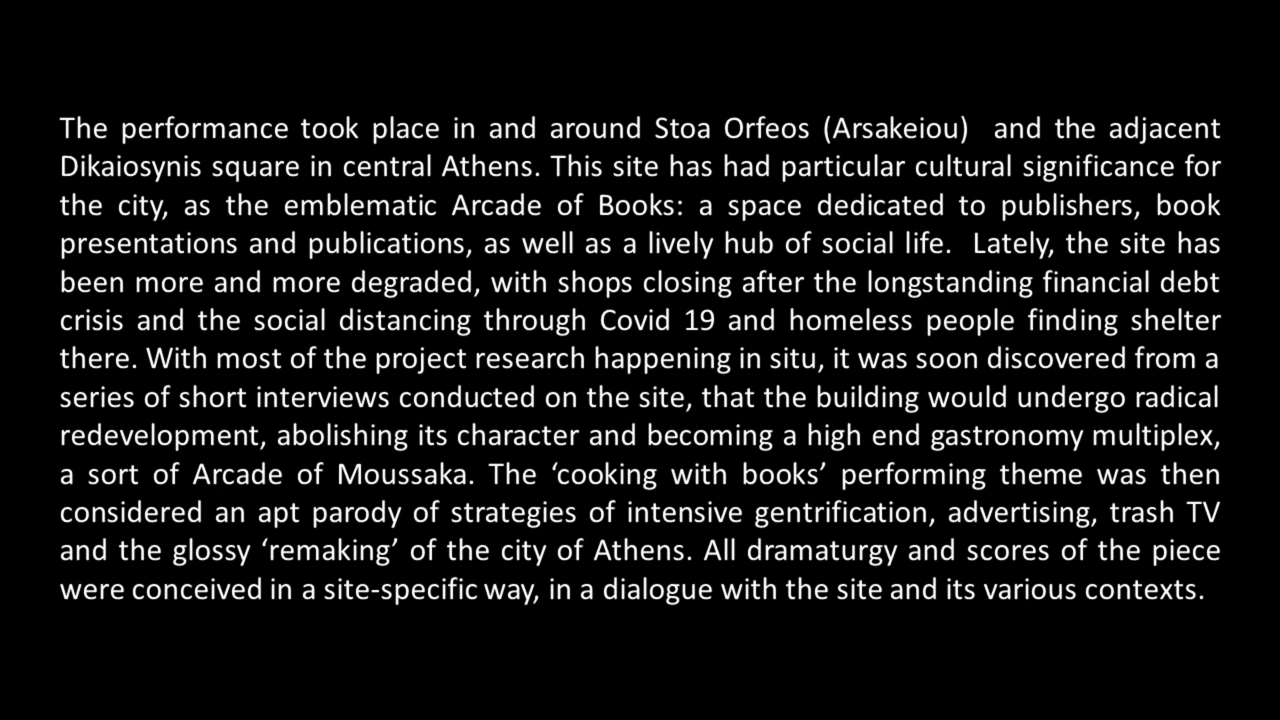 The performance took place in and around Stoa Orfeos (Arsakeiou)  and the adjacent
Dikaiosynis square in central Athens. This site has had particular cultural significance for
the city, as the emblematic Arcade of Books: a space dedicated to publishers, book
presentations and publications, as well as a lively hub of social life.  Lately, the site has
been more and more degraded, with shops closing after the longstanding financial debt
crisis and the social distancing through Covid 19 and homeless people finding shelter
there. With most of the project research happening in situ, it was soon discovered from a
series of short interviews conducted on the site, that the building would undergo radical
redevelopment, abolishing its character and becoming a high end gastronomy multiplex,
a sort of Arcade of Moussaka. The ‘cooking with books’ performing theme was then
considered an apt parody of strategies of intensive gentrification, advertising, trash TV
and the glossy ‘remaking’ of the city of Athens. All dramaturgy and scores of the piece
were conceived in a site-specific way, in a dialogue with the site and its various contexts.